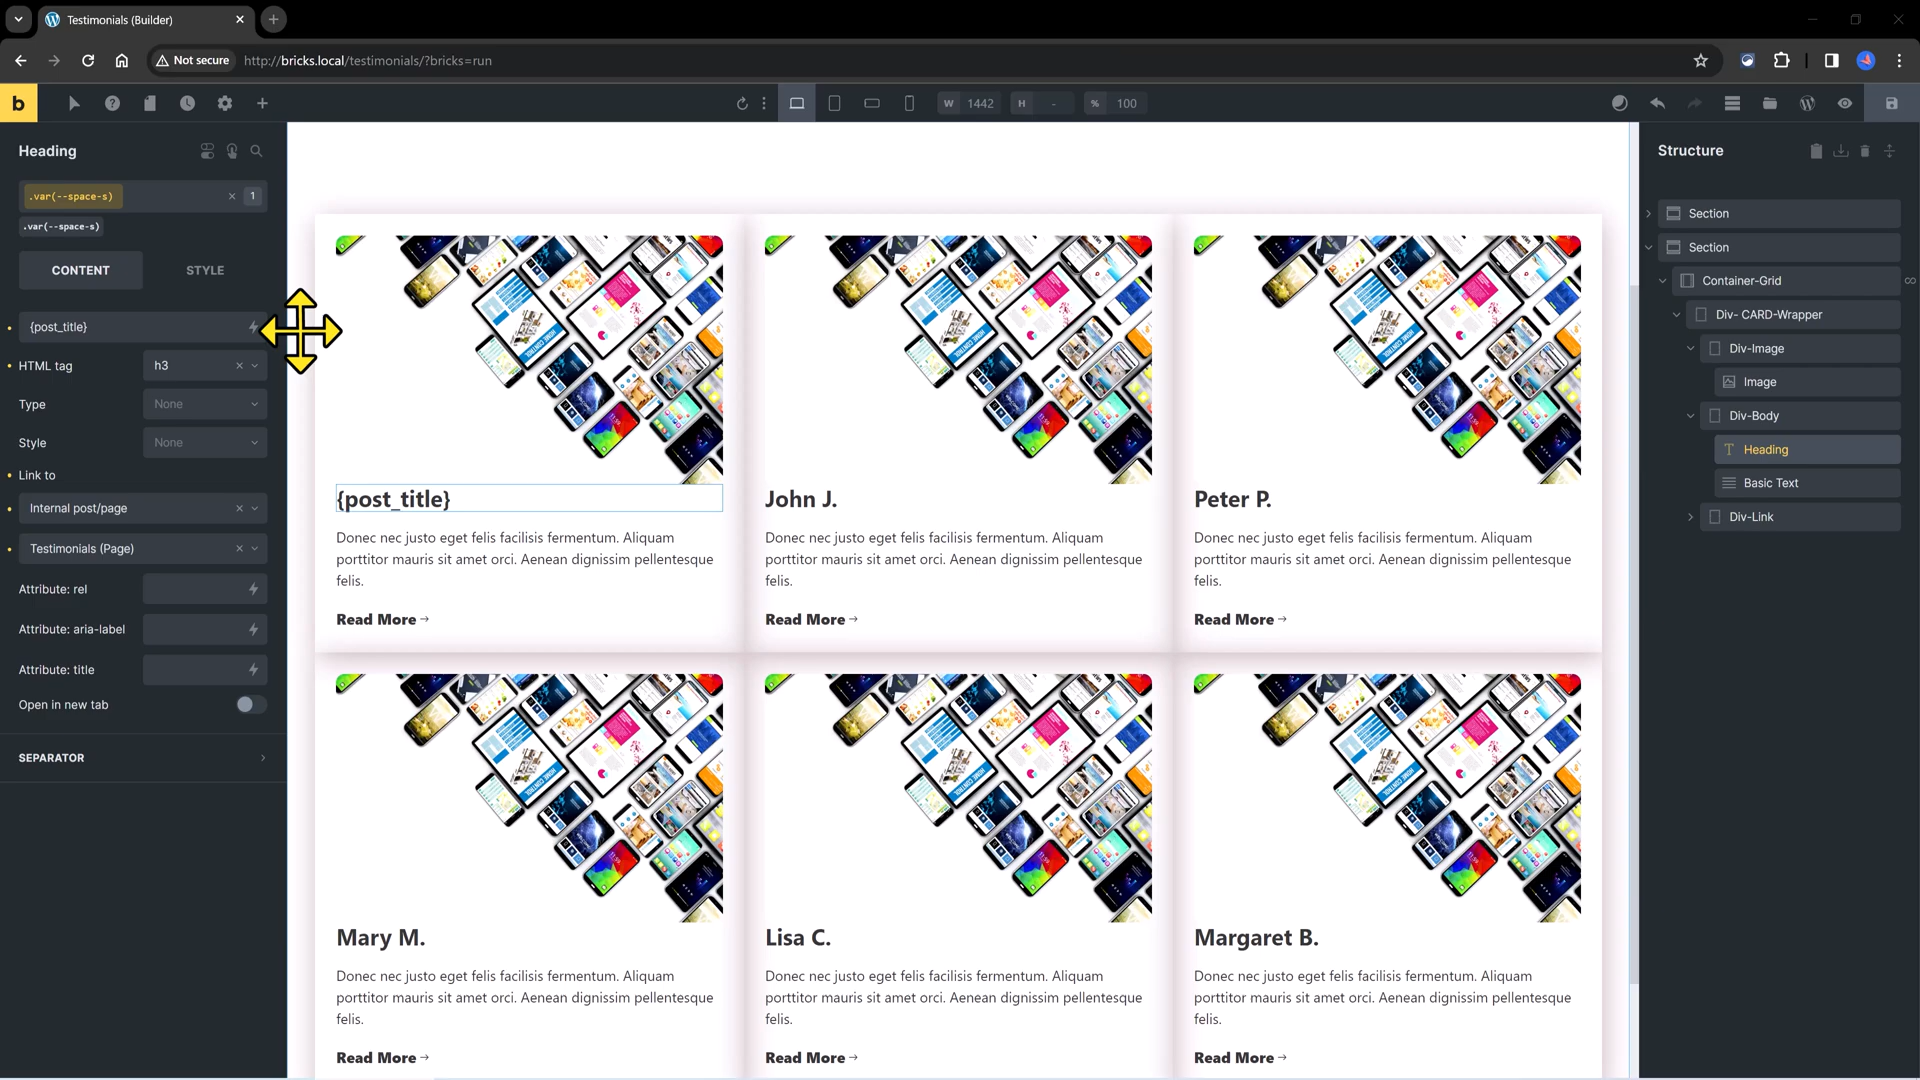 Testimonials (Builder)
Not secure
http://bricks.local/testimonials/?bricks=run
b
W 1442
H -
% 100
Heading
.var(--space-s)
1
.var(--space-s)
CONTENT
STYLE
{post_title}
HTML tag
h3
Type
None
Style
None
Link to
Internal post/page
Testimonials (Page)
Attribute: rel
Attribute: aria-label
Attribute: title
Open in new tab
SEPARATOR
{post_title}
Donec nec justo eget felis facilisis fermentum. Aliquam
porttitor mauris sit amet orci. Aenean dignissim pellentesque
felis.
Read More
John J.
Donec nec justo eget felis facilisis fermentum. Aliquam
porttitor mauris sit amet orci. Aenean dignissim pellentesque
felis.
Read More
Peter P.
Donec nec justo eget felis facilisis fermentum. Aliquam
porttitor mauris sit amet orci. Aenean dignissim pellentesque
felis.
Read More
Mary M.
Donec nec justo eget felis facilisis fermentum. Aliquam
porttitor mauris sit amet orci. Aenean dignissim pellentesque
felis.
Read More
Lisa C.
Donec nec justo eget felis facilisis fermentum. Aliquam
porttitor mauris sit amet orci. Aenean dignissim pellentesque
felis.
Read More
Margaret B.
Donec nec justo eget felis facilisis fermentum. Aliquam
porttitor mauris sit amet orci. Aenean dignissim pellentesque
felis.
Read More
Structure
Section
Section
Container-Grid
Div- CARD-Wrapper
Div-Image
Image
Div-Body
Heading
Basic Text
Div-Link